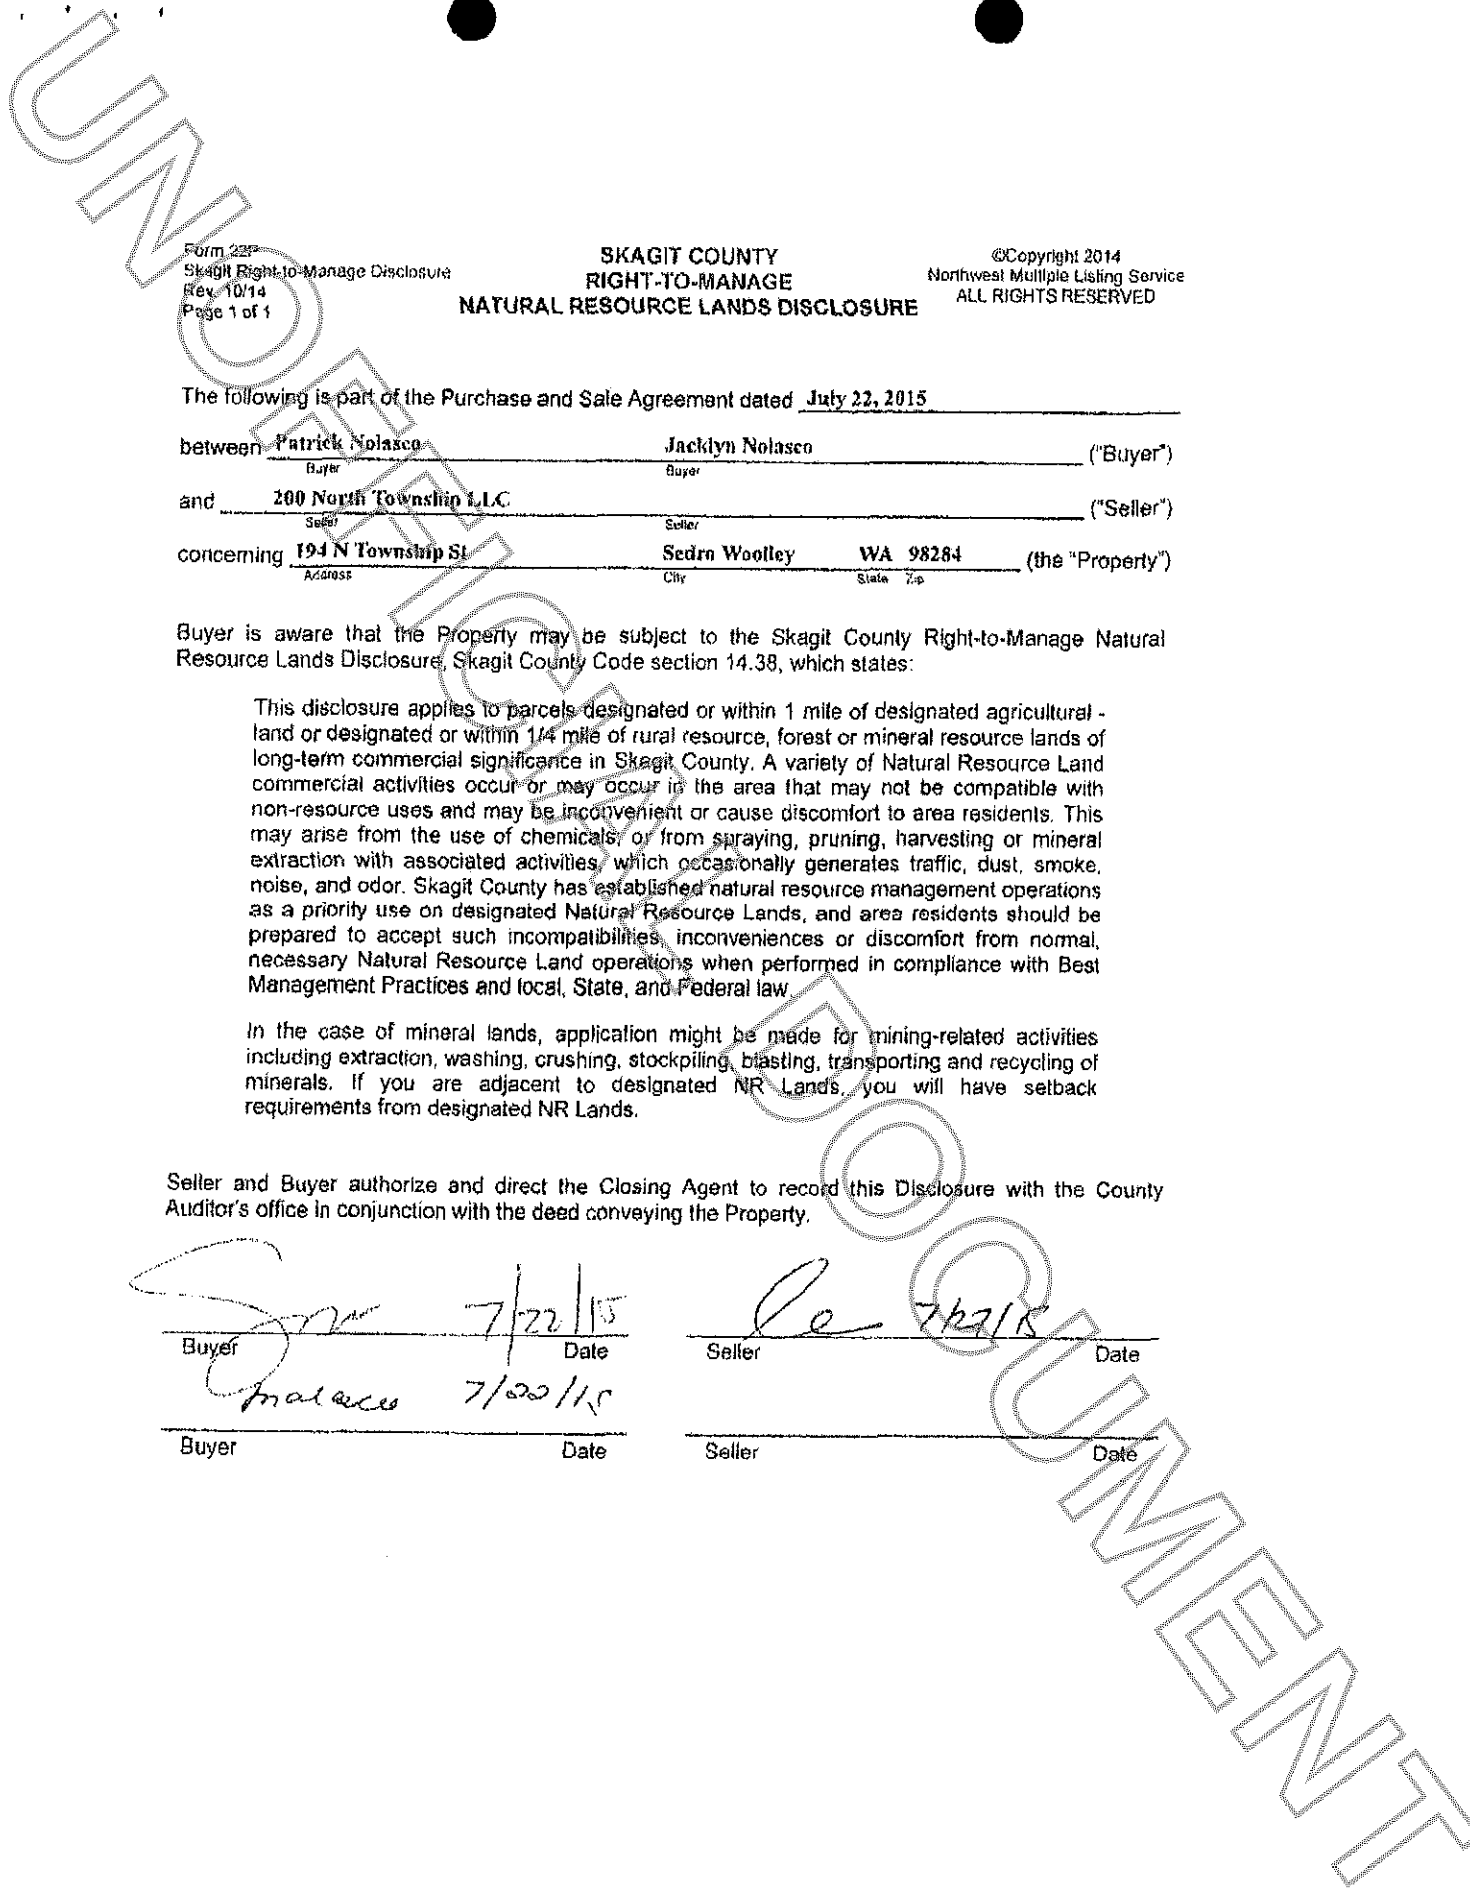 Form 22P
Skagit Right-to-Manage Disclosure
Rev. 10/14
Page 1 of 1
SKAGIT COUNTY
RIGHT-TO-MANAGE
NATURAL RESOURCE LANDS DISCLOSURE
©Copyright 2014
Northwest Multiple Listing Service
ALL RIGHTS RESERVED
The following is part of the Purchase and Sale Agreement dated July 22, 2015
between Patrick Nolasco Jacklyn Nolasco ("Buyer")
Buyer Buyer
and 200 North Township LLC ("Seller")
Seller Seller
concerning 194 N Township St Sedro Woolley WA 98284 (the "Property")
Address City State Zip
Buyer is aware that the Property may be subject to the Skagit County Right-to-Manage Natural
Resource Lands Disclosure, Skagit County Code section 14.38, which states:
This disclosure applies to parcels designated or within 1 mile of designated agricultural -
land or designated or within 1/4 mile of rural resource, forest or mineral resource lands of
long-term commercial significance in Skagit County. A variety of Natural Resource Land
commercial activities occur or may occur in the area that may not be compatible with
non-resource uses and may be inconvenient or cause discomfort to area residents. This
may arise from the use of chemicals; or from spraying, pruning, harvesting or mineral
extraction with associated activities, which occasionally generates traffic, dust, smoke,
noise, and odor. Skagit County has established natural resource management operations
as a priority use on designated Natural Resource Lands, and area residents should be
prepared to accept such incompatibilities, inconveniences or discomfort from normal,
necessary Natural Resource Land operations when performed in compliance with Best
Management Practices and local, State, and Federal law.
In the case of mineral lands, application might be made for mining-related activities
including extraction, washing, crushing, stockpiling, blasting, transporting and recycling of
minerals. If you are adjacent to designated NR Lands, you will have setback
requirements from designated NR Lands.
Seller and Buyer authorize and direct the Closing Agent to record this Disclosure with the County
Auditor's office in conjunction with the deed conveying the Property.
7/22/15
Buyer Date Seller Date
7/22/15
Buyer Date Seller Date
UNOFFICIAL DOCUMENT